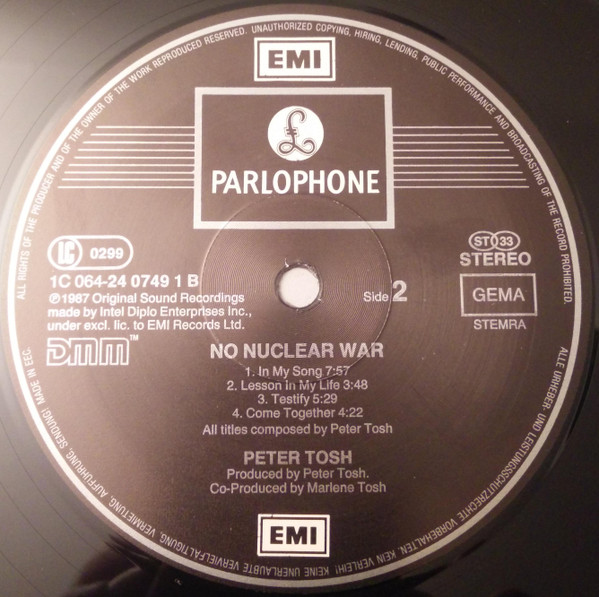 ALL RIGHTS OF THE PRODUCER AND OF THE OWNER OF THE WORK REPRODUCED RESERVED. UNAUTHORIZED COPYING, HIRING, LENDING, PUBLIC PERFORMANCE AND BROADCASTING OF THE RECORD PROHIBITED.
EMI
£
PARLOPHONE
LC 0299
1C 064-24 0749 1 B
℗1987 Original Sound Recordings
made by Intel Diplo Enterprises Inc.,
under excl. lic. to EMI Records Ltd.
DMM™
Side 2
ST 33
STEREO
GEMA
STEMRA
NO NUCLEAR WAR
1. In My Song 7:57
2. Lesson in My Life 3:48
3. Testify 5:29
4. Come Together 4:22
All titles composed by Peter Tosh
PETER TOSH
Produced by Peter Tosh.
Co-Produced by Marlene Tosh
EMI
ALLE URHEBER- UND LEISTUNGSSCHUTZRECHTE VORBEHALTEN. KEIN VERLEIH! KEINE UNERLAUBTE VERVIELFÄLTIGUNG, VERMIETUNG, AUFFÜHRUNG, SENDUNG! MADE IN EEC.